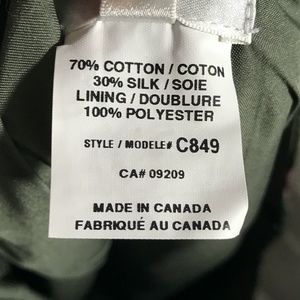 70% COTTON / COTON
30% SILK / SOIE
LINING / DOUBLURE
100% POLYESTER
STYLE / MODELE# C849
CA# 09209
MADE IN CANADA
FABRIQUÉ AU CANADA